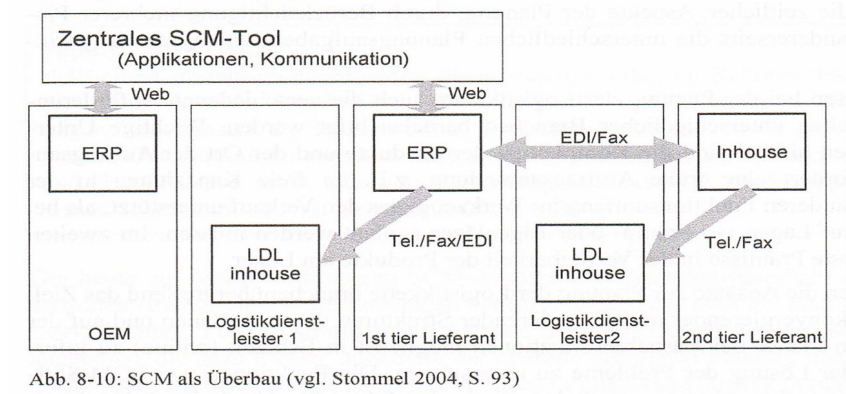 Zentrales SCM-Tool
(Applikationen, Kommunikation)
Web
Web
ERP
ERP
EDI/Fax
Inhouse
LDL
inhouse
Tel./Fax/EDI
LDL
inhouse
Tel./Fax
OEM
Logistikdienst-
leister 1
1st tier Lieferant
Logistikdienst-
leister2
2nd tier Lieferant
Abb. 8-10: SCM als Überbau (vgl. Stommel 2004, S. 93)